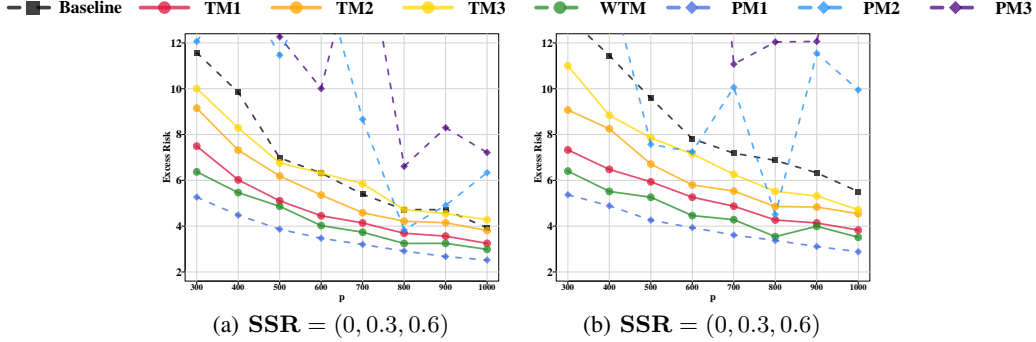 Baseline TM1 TM2 TM3 WTM PM1 PM2 PM3
12
10
8
6
4
2
Excess Risk
300 400 500 600 700 800 900 1000
p
(a) SSR = (0, 0.3, 0.6)
12
10
8
6
4
2
Excess Risk
300 400 500 600 700 800 900 1000
p
(b) SSR = (0, 0.3, 0.6)